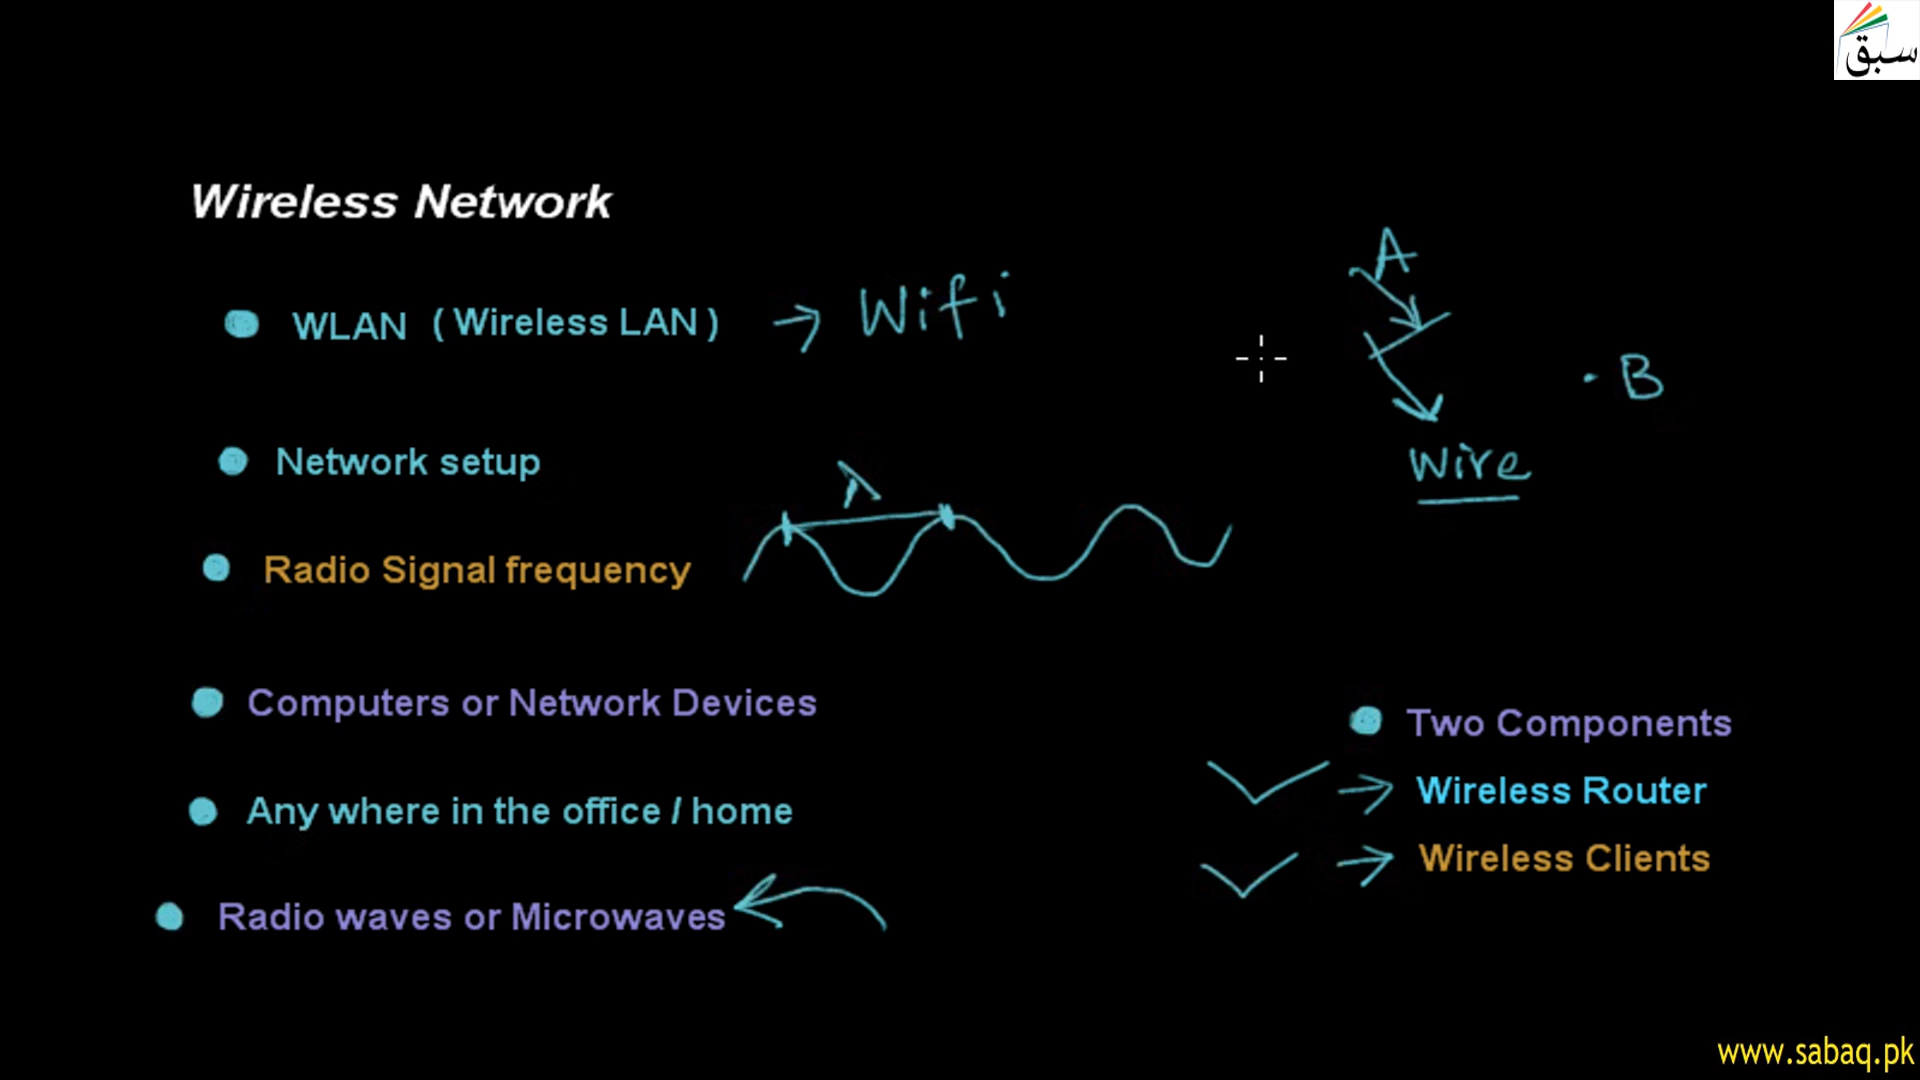 سبق
Wireless Network
WLAN (Wireless LAN) → Wifi
A
B
Wire
Network setup
λ
Radio Signal frequency
Computers or Network Devices
Any where in the office / home
Radio waves or Microwaves
Two Components
→ Wireless Router
→ Wireless Clients
www.sabaq.pk